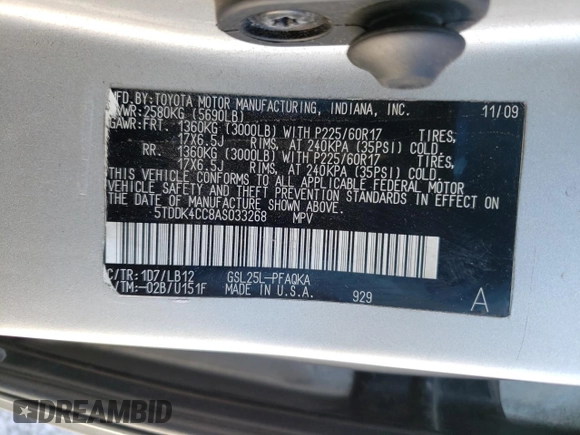 MFD.BY:TOYOTA MOTOR MANUFACTURING, INDIANA, INC. 11/09
GVWR:2580KG (5690LB)
GAWR:FRT. 1360KG (3000LB) WITH P225/60R17 TIRES,
17X6.5J RIMS, AT 240KPA (35PSI) COLD.
RR. 1360KG (3000LB) WITH P225/60R17 TIRES,
17X6.5J RIMS, AT 240KPA (35PSI) COLD.
THIS VEHICLE CONFORMS TO ALL APPLICABLE FEDERAL MOTOR
VEHICLE SAFETY AND THEFT PREVENTION STANDARDS IN EFFECT
ON THE DATE OF MANUFACTURE SHOWN ABOVE.
5TDDK4CC8AS033268 MPV
C/TR:1D7/LB12 GSL25L-PFAQKA
A/TM:-02B/U151F MADE IN U.S.A. 929 A
DREAMBID